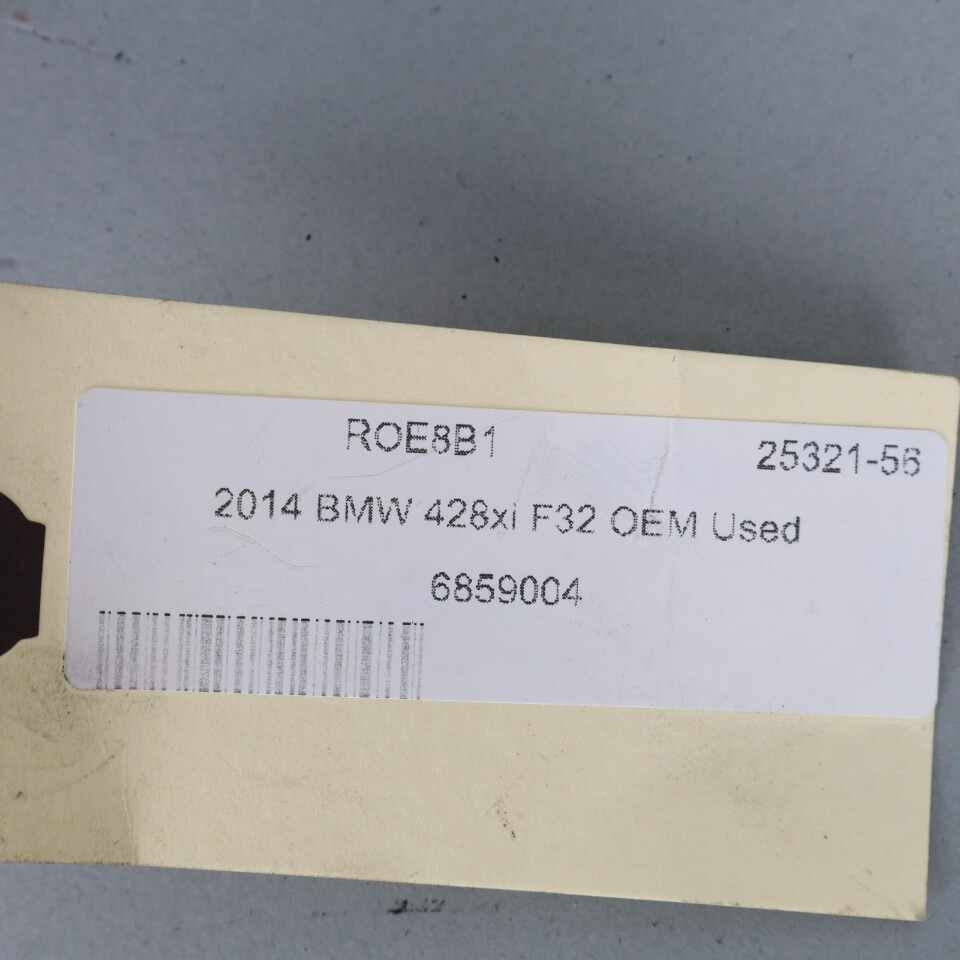 ROE8B1 25321-56
2014 BMW 428xi F32 OEM Used
6859004